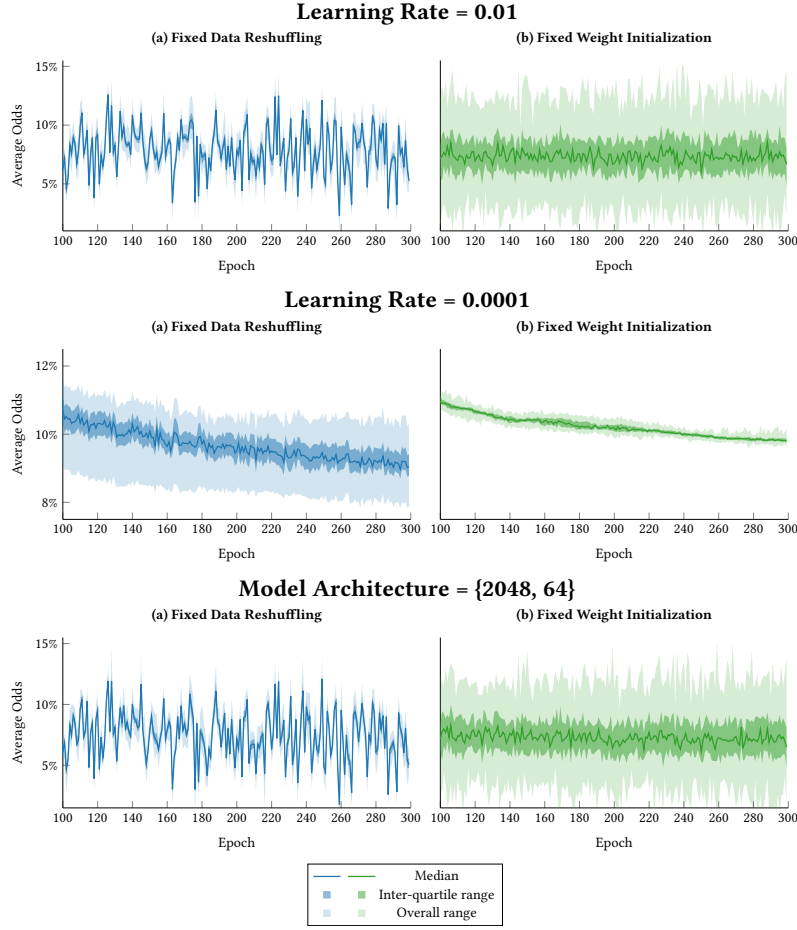 Learning Rate = 0.01
(a) Fixed Data Reshuffling
(b) Fixed Weight Initialization
15%
10%
5%
Average Odds
100 120 140 160 180 200 220 240 260 280 300
100 120 140 160 180 200 220 240 260 280 300
Epoch
Epoch
Learning Rate = 0.0001
(a) Fixed Data Reshuffling
(b) Fixed Weight Initialization
12%
10%
8%
Average Odds
100 120 140 160 180 200 220 240 260 280 300
100 120 140 160 180 200 220 240 260 280 300
Epoch
Epoch
Model Architecture = {2048, 64}
(a) Fixed Data Reshuffling
(b) Fixed Weight Initialization
15%
10%
5%
Average Odds
100 120 140 160 180 200 220 240 260 280 300
100 120 140 160 180 200 220 240 260 280 300
Epoch
Epoch
Median
Inter-quartile range
Overall range